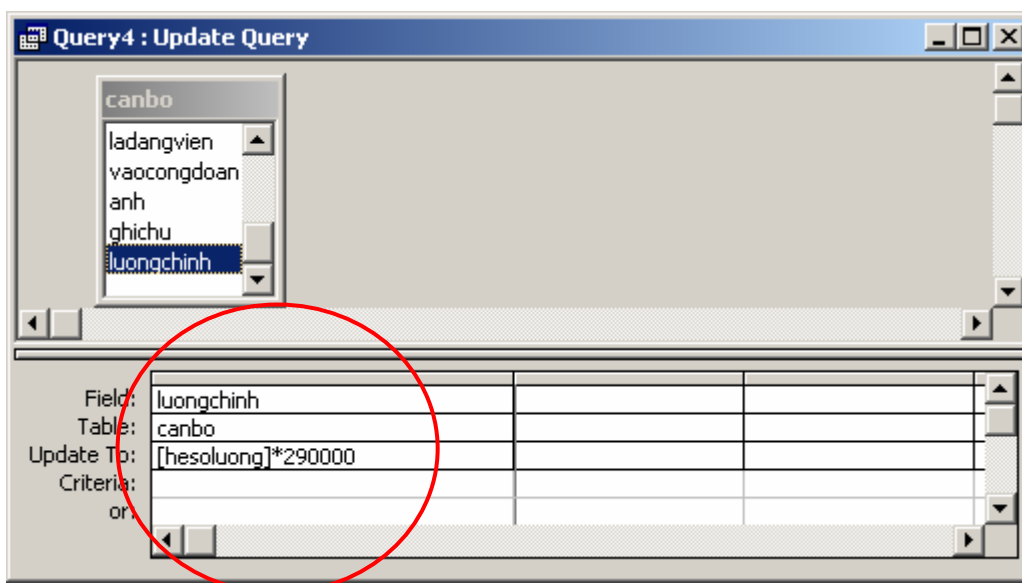 Query4 : Update Query
canbo
ladangvien
vaocongdoan
anh
ghichu
luongchinh
Field: luongchinh
Table: canbo
Update To: [hesoluong]*290000
Criteria:
or: